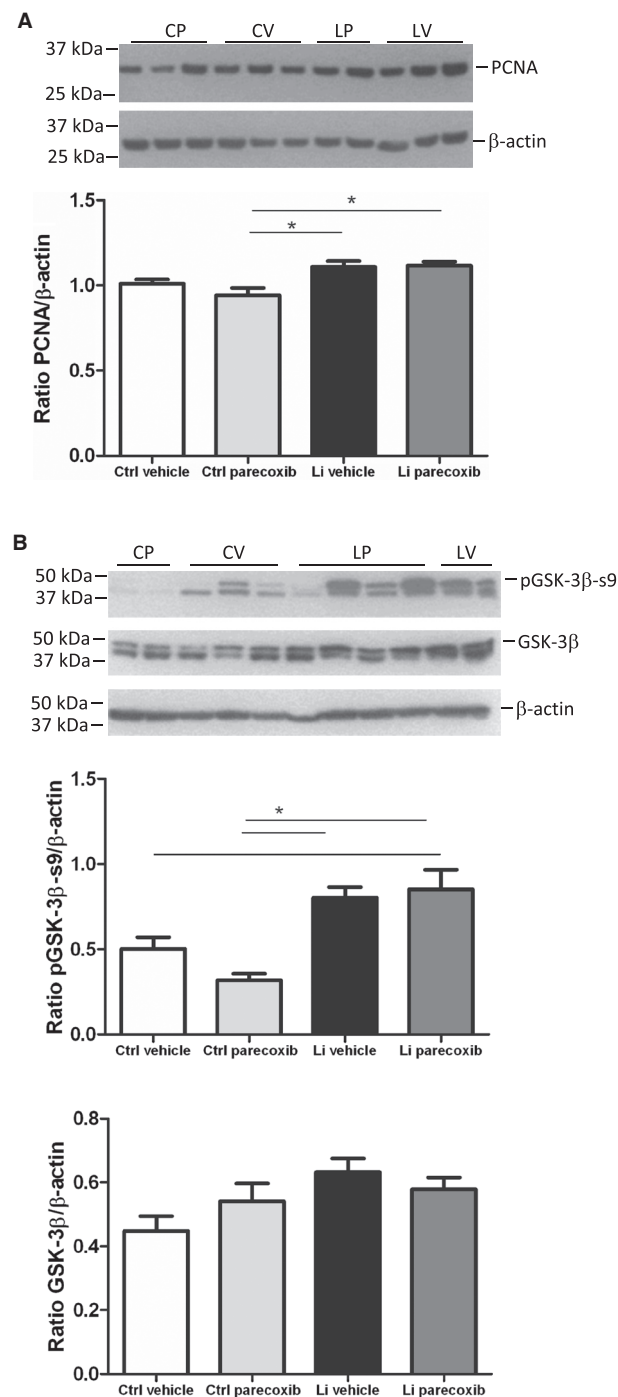 A
CP CV LP LV
37 kDa
PCNA
25 kDa
37 kDa
β-actin
25 kDa
Ratio PCNA/β-actin
1.5
1.0
0.5
0.0
*
*
Ctrl vehicle Ctrl parecoxib Li vehicle Li parecoxib
B
CP CV LP LV
50 kDa
pGSK-3β-s9
37 kDa
50 kDa
GSK-3β
37 kDa
50 kDa
β-actin
37 kDa
Ratio pGSK-3β-s9/β-actin
1.5
1.0
0.5
0.0
*
Ctrl vehicle Ctrl parecoxib Li vehicle Li parecoxib
Ratio GSK-3β/β-actin
0.8
0.6
0.4
0.2
0.0
Ctrl vehicle Ctrl parecoxib Li vehicle Li parecoxib